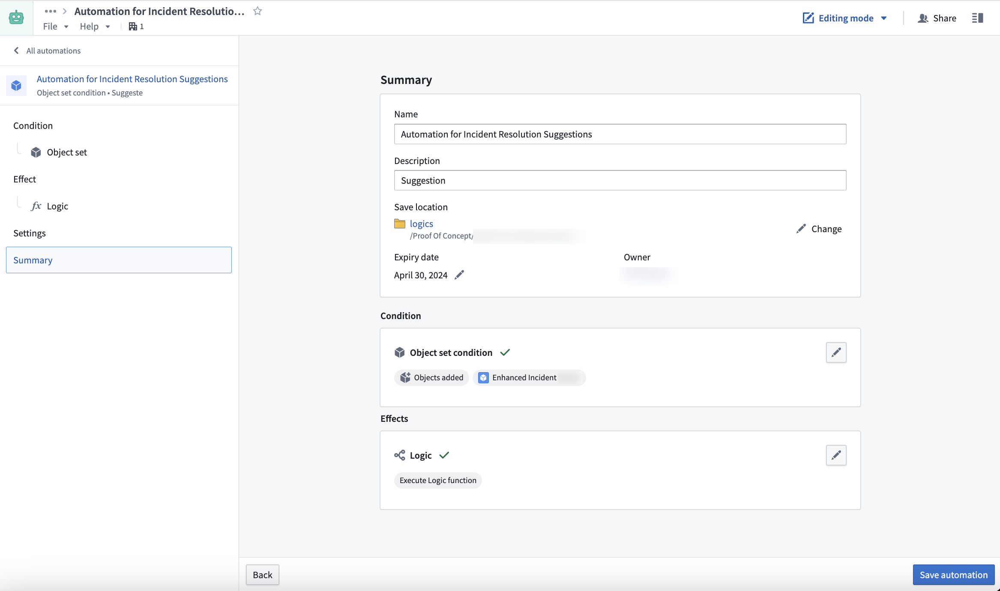 Automation for Incident Resolutio...
File Help 1
Editing mode
Share
All automations
Automation for Incident Resolution Suggestions
Object set condition • Suggeste
Condition
Object set
Effect
fx Logic
Settings
Summary
Summary
Name
Automation for Incident Resolution Suggestions
Description
Suggestion
Save location
logics
/Proof Of Concept/
Change
Expiry date
Owner
April 30, 2024
Condition
Object set condition
Objects added
Enhanced Incident
Effects
Logic
Execute Logic function
Back
Save automation